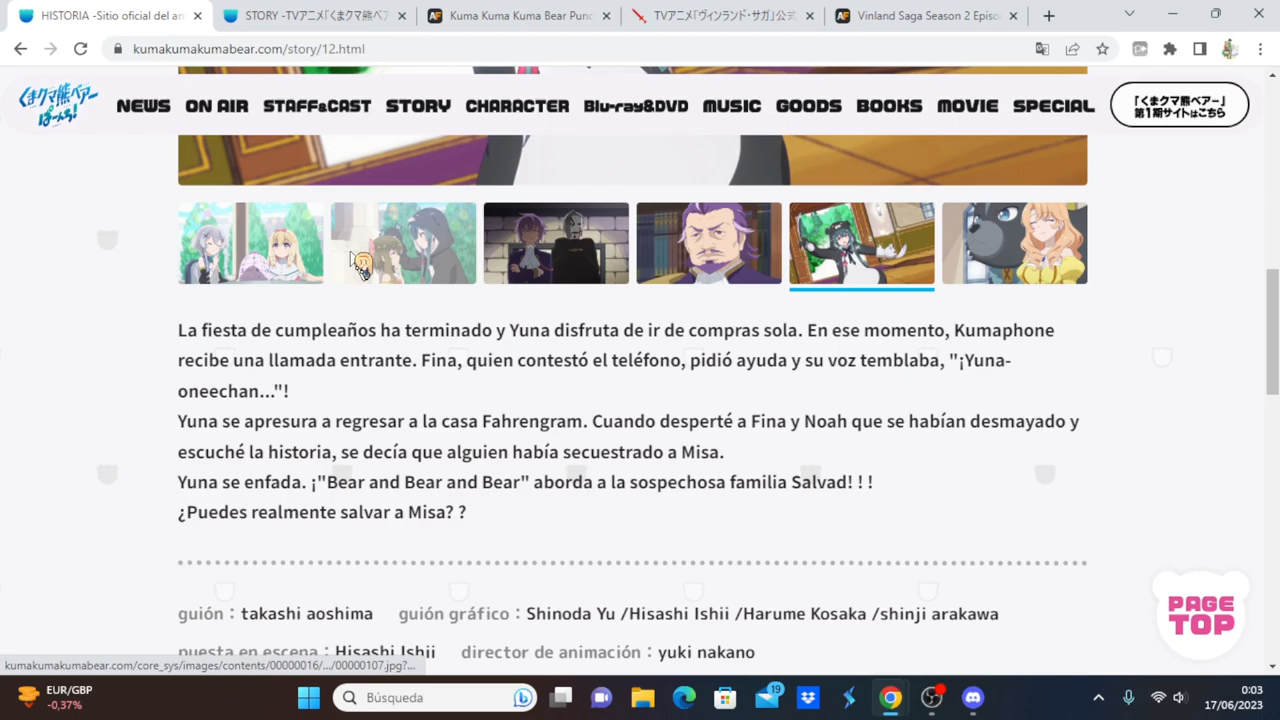 HISTORIA -Sitio oficial del an
STORY -TVアニメ「くまクマ熊ベア
Kuma Kuma Kuma Bear Punc
TVアニメ「ヴィンランド・サガ」公式
Vinland Saga Season 2 Episo
kumakumakumabear.com/story/12.html
くまクマ熊ベアー ぱーんち!
NEWS ON AIR STAFF&CAST STORY CHARACTER Blu-ray&DVD MUSIC GOODS BOOKS MOVIE SPECIAL
「くまクマ熊ベアー」
第1期サイトはこちら
La fiesta de cumpleaños ha terminado y Yuna disfruta de ir de compras sola. En ese momento, Kumaphone
recibe una llamada entrante. Fina, quien contestó el teléfono, pidió ayuda y su voz temblaba, "¡Yuna-
oneechan..."!
Yuna se apresura a regresar a la casa Fahrengram. Cuando desperté a Fina y Noah que se habían desmayado y
escuché la historia, se decía que alguien había secuestrado a Misa.
Yuna se enfada. ¡"Bear and Bear and Bear" aborda a la sospechosa familia Salvad! ! !
¿Puedes realmente salvar a Misa? ?
guión：takashi aoshima guión gráfico：Shinoda Yu /Hisashi Ishii /Harume Kosaka /shinji arakawa
puesta en escena：Hisashi Ishii director de animación：yuki nakano
PAGE
TOP
kumakumakumabear.com/core_sys/images/contents/00000016/.../00000107.jpg?...
EUR/GBP
-0,37%
Búsqueda
19
0:03
17/06/2023